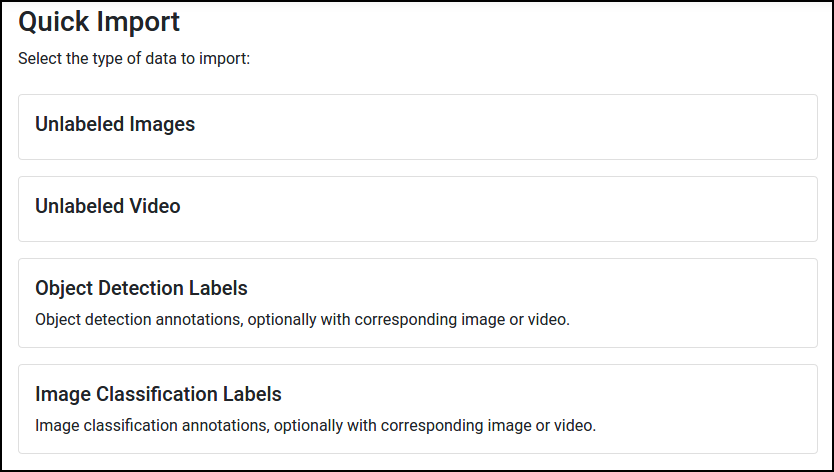 Quick Import
Select the type of data to import:
Unlabeled Images
Unlabeled Video
Object Detection Labels
Object detection annotations, optionally with corresponding image or video.
Image Classification Labels
Image classification annotations, optionally with corresponding image or video.